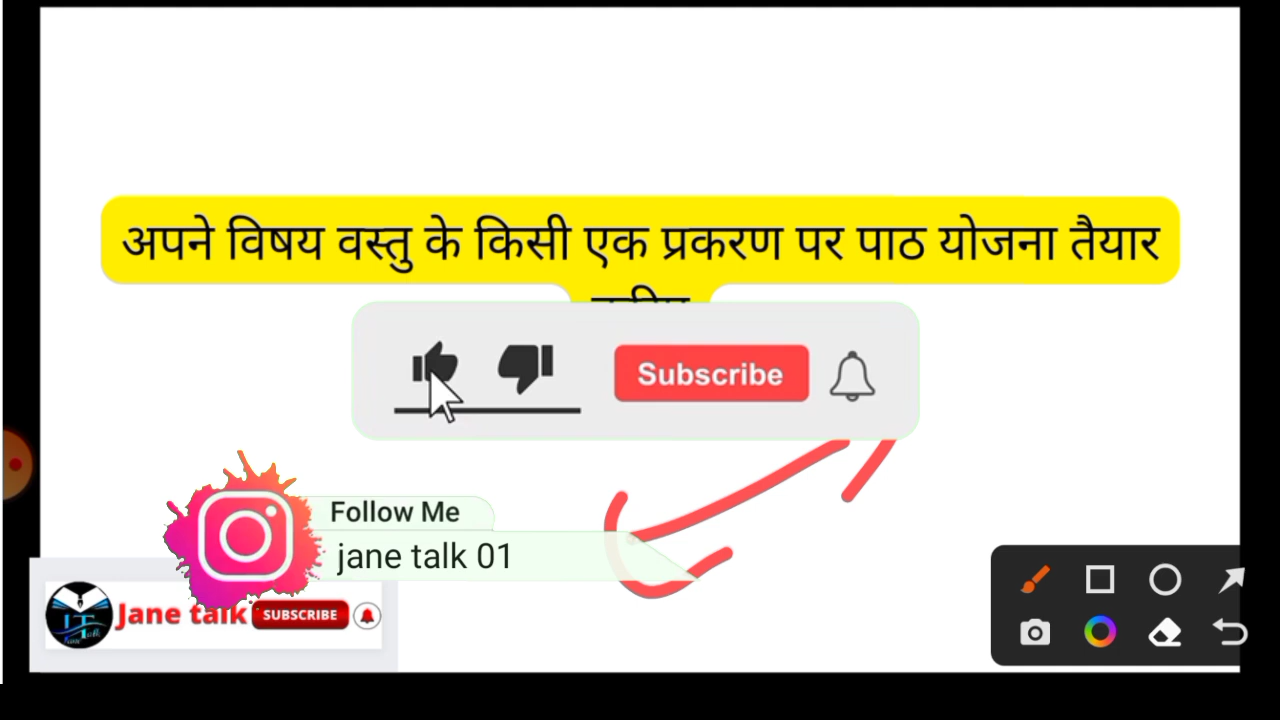 अपने विषय वस्तु के किसी एक प्रकरण पर पाठ योजना तैयार
Subscribe
Follow Me
jane talk 01
Jane talk SUBSCRIBE